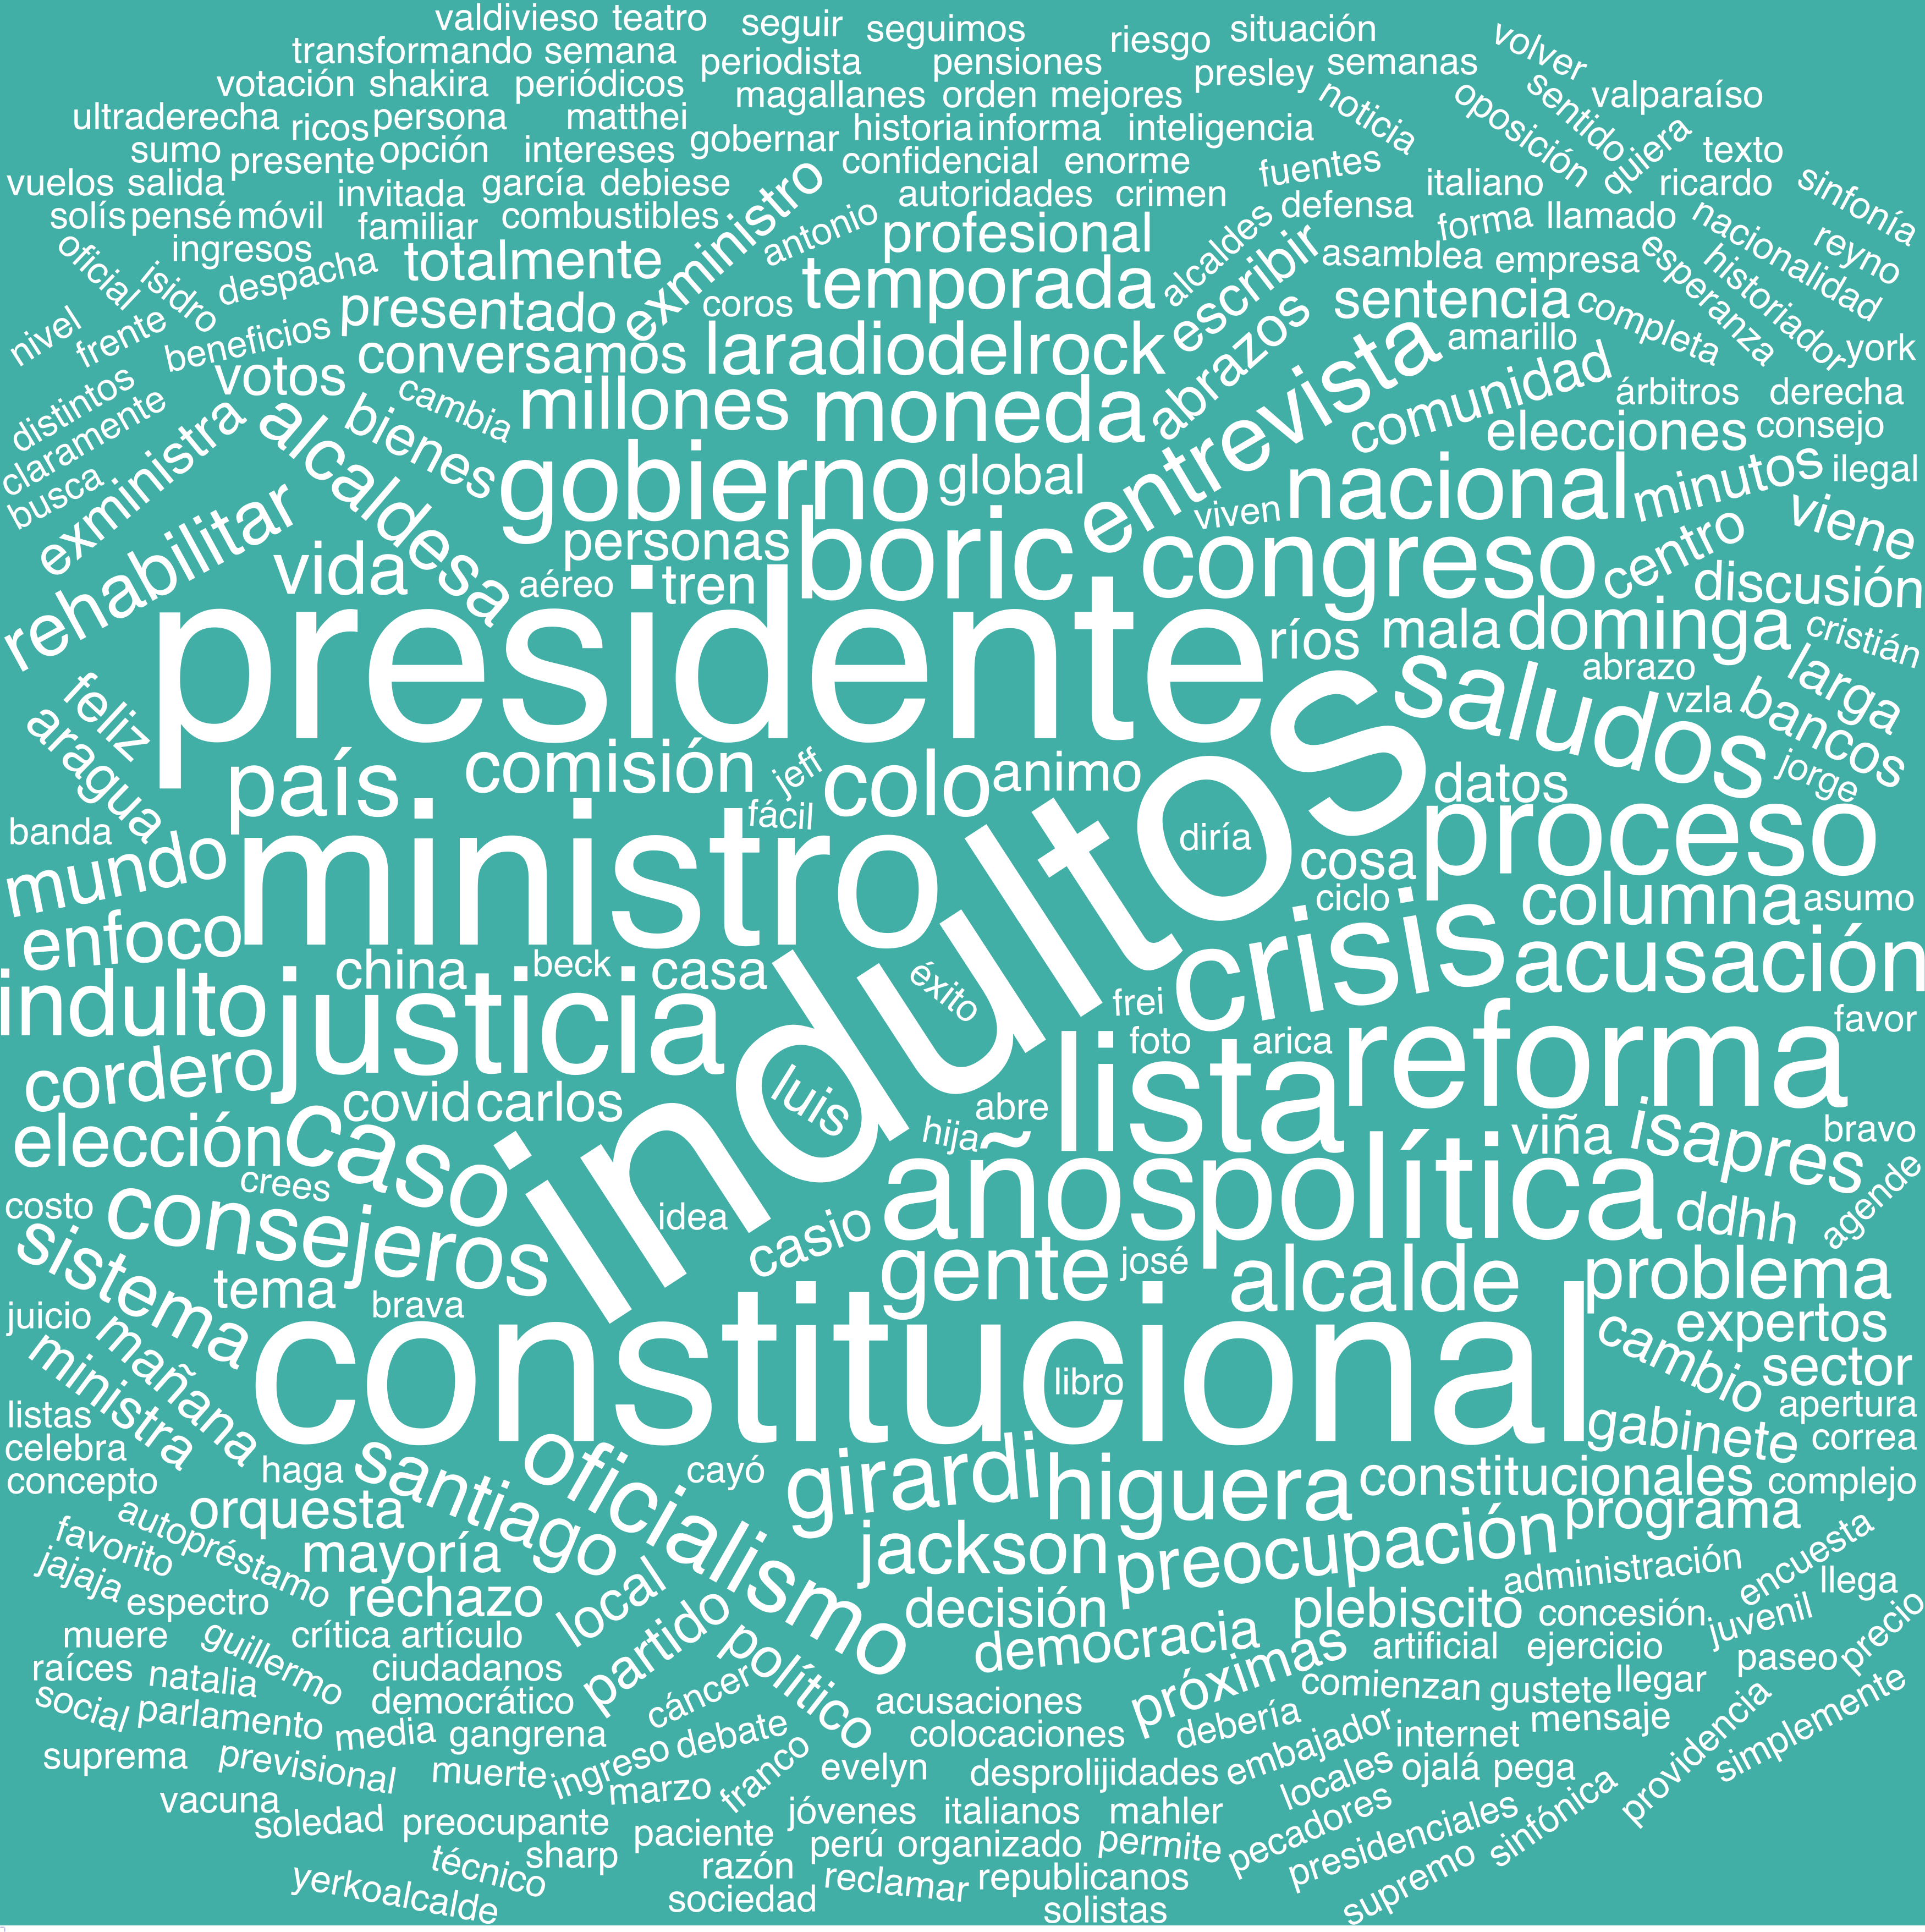 valdivieso teatro seguir seguimos riesgo situación volver
transformando semana periodista pensiones presley semanas sentido
votación shakira periódicos magallanes orden mejores noticia oposición valparaíso
ultraderecha ricos persona matthei gobernar historia informa inteligencia quiera texto
sumo presente opción intereses confidencial enorme fuentes italiano ricardo sinfonía
vuelos salida invitada garcía debiese exministro autoridades crimen defensa forma llamado nacionalidad reyno
solís pensé móvil familiar combustibles antonio profesional alcaldes asamblea empresa esperanza historiador
oficial isidro ingresos despacha totalmente coros temporada escribir sentencia completa york
nivel frente beneficios presentado conversamos laradiodelrock abrazos entrevista amarillo
distintos votos cambia millones moneda comunidad árbitros derecha
claramente exministra alcaldesa bienes gobierno global nacional elecciones consejo
busca rehabilitar vida personas boric viven congreso minutos ilegal viene
aéreo tren centro discusión
presidente ríos mala dominga cristián
feliz aragua saludos abrazo vzla bancos larga
país comisión jeff colo animo datos jorge
banda mundo ministro fácil indultos diría cosa proceso
enfoco ciclo columna asumo
indulto china beck casa éxito frei crisis acusación
justicia foto arica favor
cordero covid carlos luis abre lista reforma
elección caso hija viña isapres bravo
costo consejeros crees idea casio años política ddhh agende
sistema tema gente josé alcalde problema
juicio mañana brava constitucional expertos
ministra libro cambio sector
listas apertura
celebra haga santiago oficialismo cayó girardi higuera gabinete correa
concepto constitucionales complejo
autopréstamo orquesta programa
favorito mayoría jackson preocupación administración encuesta
jajaja espectro rechazo local partido decisión plebiscito concesión juvenil llega
muere guillermo crítica artículo político democracia próximas artificial ejercicio precio
raíces natalia ciudadanos comienzan gustete llegar paseo
social parlamento democrático cáncer acusaciones
media gangrena debate colocaciones debería embajador internet mensaje
suprema previsional muerte ingreso evelyn desprolijidades ojalá pega providencia simplemente
vacuna marzo franco locales
soledad preocupante paciente jóvenes italianos mahler pecadores
técnico sharp razón perú organizado permite presidenciales sinfónica
yerkoalcalde sociedad reclamar republicanos supremo
solistas